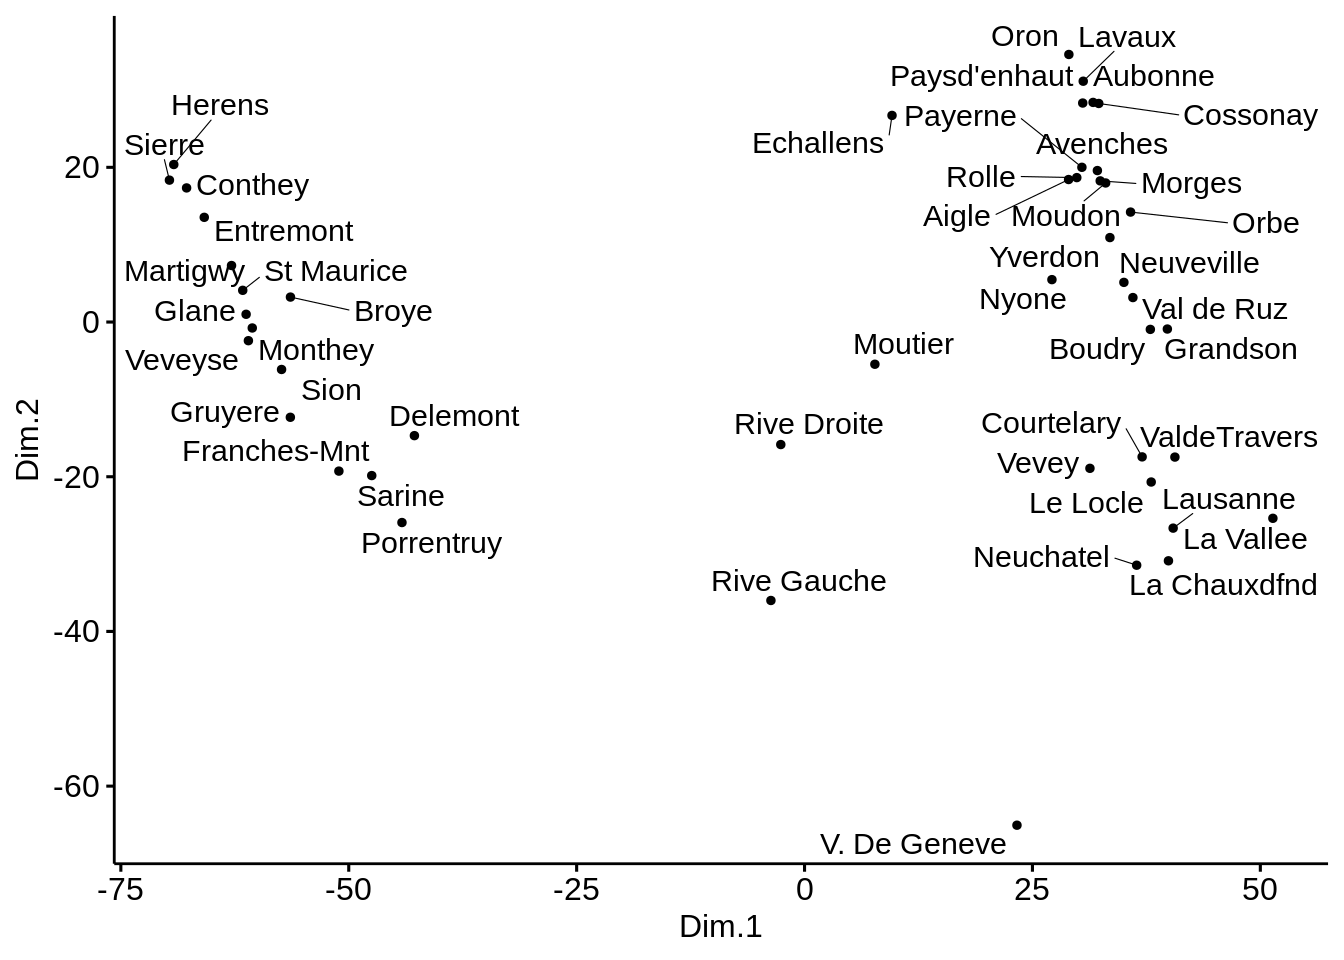 Oron
Lavaux
Paysd'enhaut
Aubonne
Herens
Payerne
Cossonay
Sierre
Echallens
Avenches
20
Conthey
Rolle
Morges
Entremont
Aigle
Moudon
Orbe
Martigwy
St Maurice
Yverdon
Neuveville
Glane
Broye
Nyone
Val de Ruz
0
Veveyse
Monthey
Moutier
Boudry
Grandson
Sion
Gruyere
Delemont
Rive Droite
Courtelary
ValdeTravers
Franches-Mnt
Vevey
-20
Sarine
Le Locle
Lausanne
Porrentruy
La Vallee
Neuchatel
Rive Gauche
La Chauxdfnd
-40
-60
V. De Geneve
Dim.2
-75
-50
-25
0
25
50
Dim.1